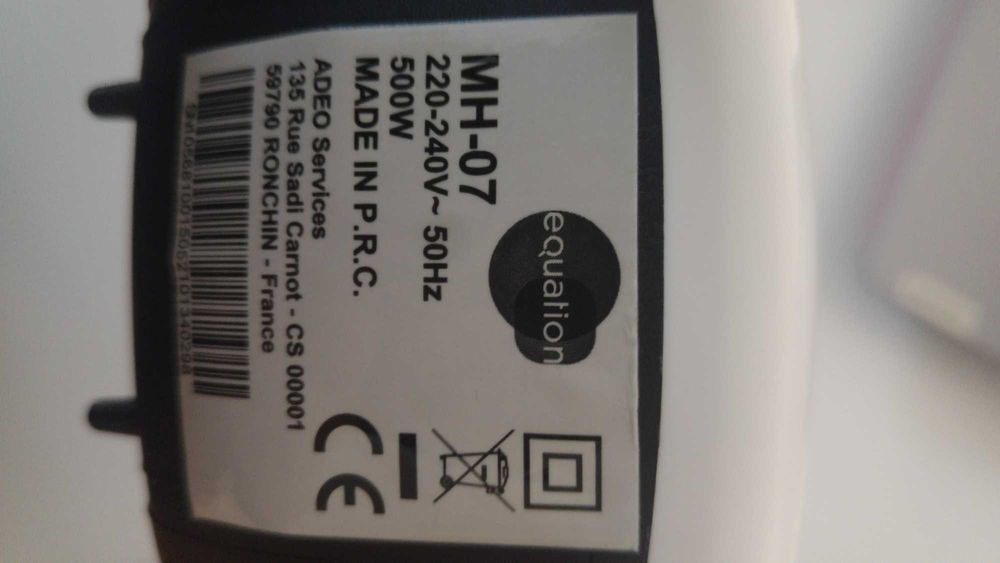 equation
MH-07
220-240V~ 50Hz
500W
MADE IN P.R.C.
CE
ADEO Services
135 Rue Sadi Carnot - CS 00001
59790 RONCHIN - France